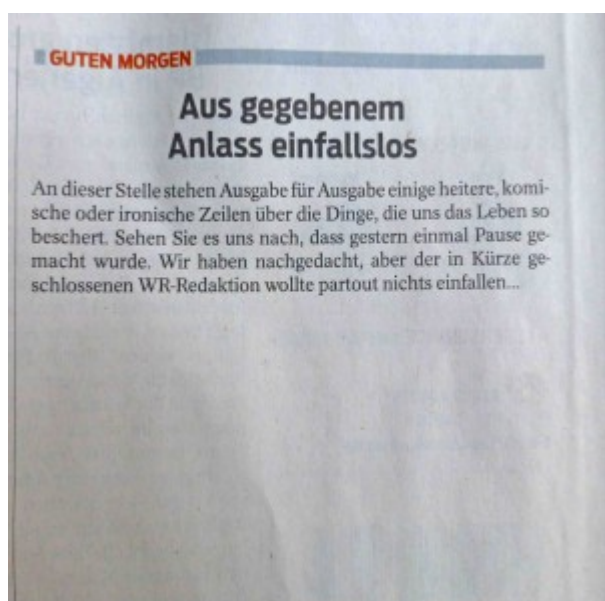 GUTEN MORGEN
Aus gegebenem
Anlass einfallslos
An dieser Stelle stehen Ausgabe für Ausgabe einige heitere, komi-
sche oder ironische Zeilen über die Dinge, die uns das Leben so
beschert. Sehen Sie es uns nach, dass gestern einmal Pause ge-
macht wurde. Wir haben nachgedacht, aber der in Kürze ge-
schlossenen WR-Redaktion wollte partout nichts einfallen...